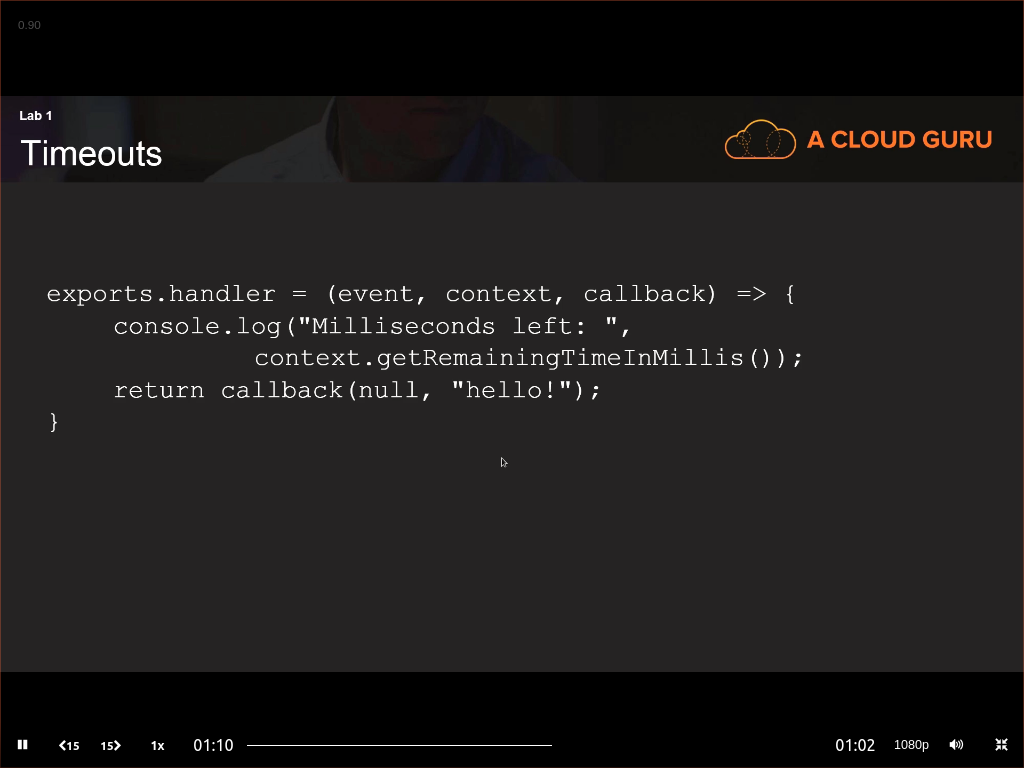 0.90
Lab 1
Timeouts
A CLOUD GURU
exports.handler = (event, context, callback) => {
console.log("Milliseconds left: ",
context.getRemainingTimeInMillis());
return callback(null, "hello!");
}
15 15 1x 01:10 01:02 1080p